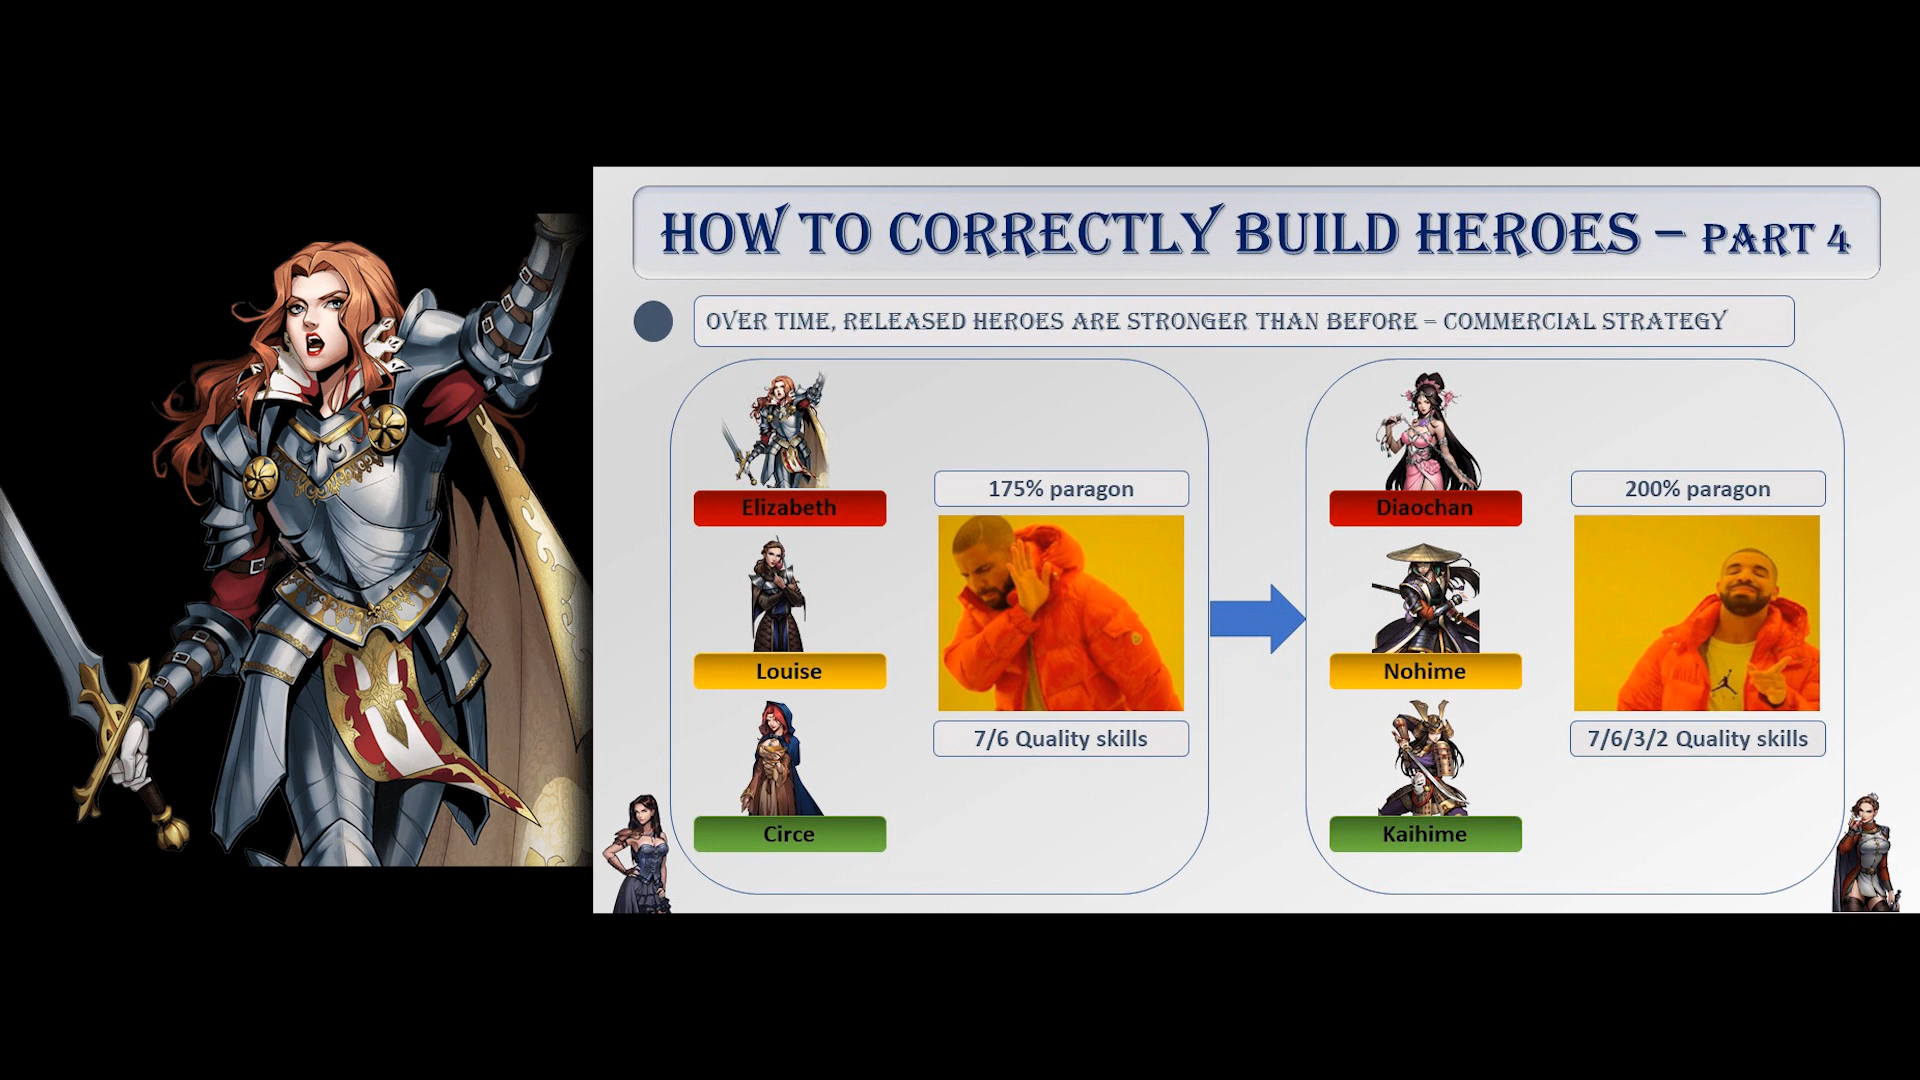 HOW TO CORRECTLY BUILD HEROES – PART 4
OVER TIME, RELEASED HEROES ARE STRONGER THAN BEFORE – COMMERCIAL STRATEGY
Elizabeth
175% paragon
Louise
7/6 Quality skills
Circe
Diaochan
200% paragon
Nohime
7/6/3/2 Quality skills
Kaihime